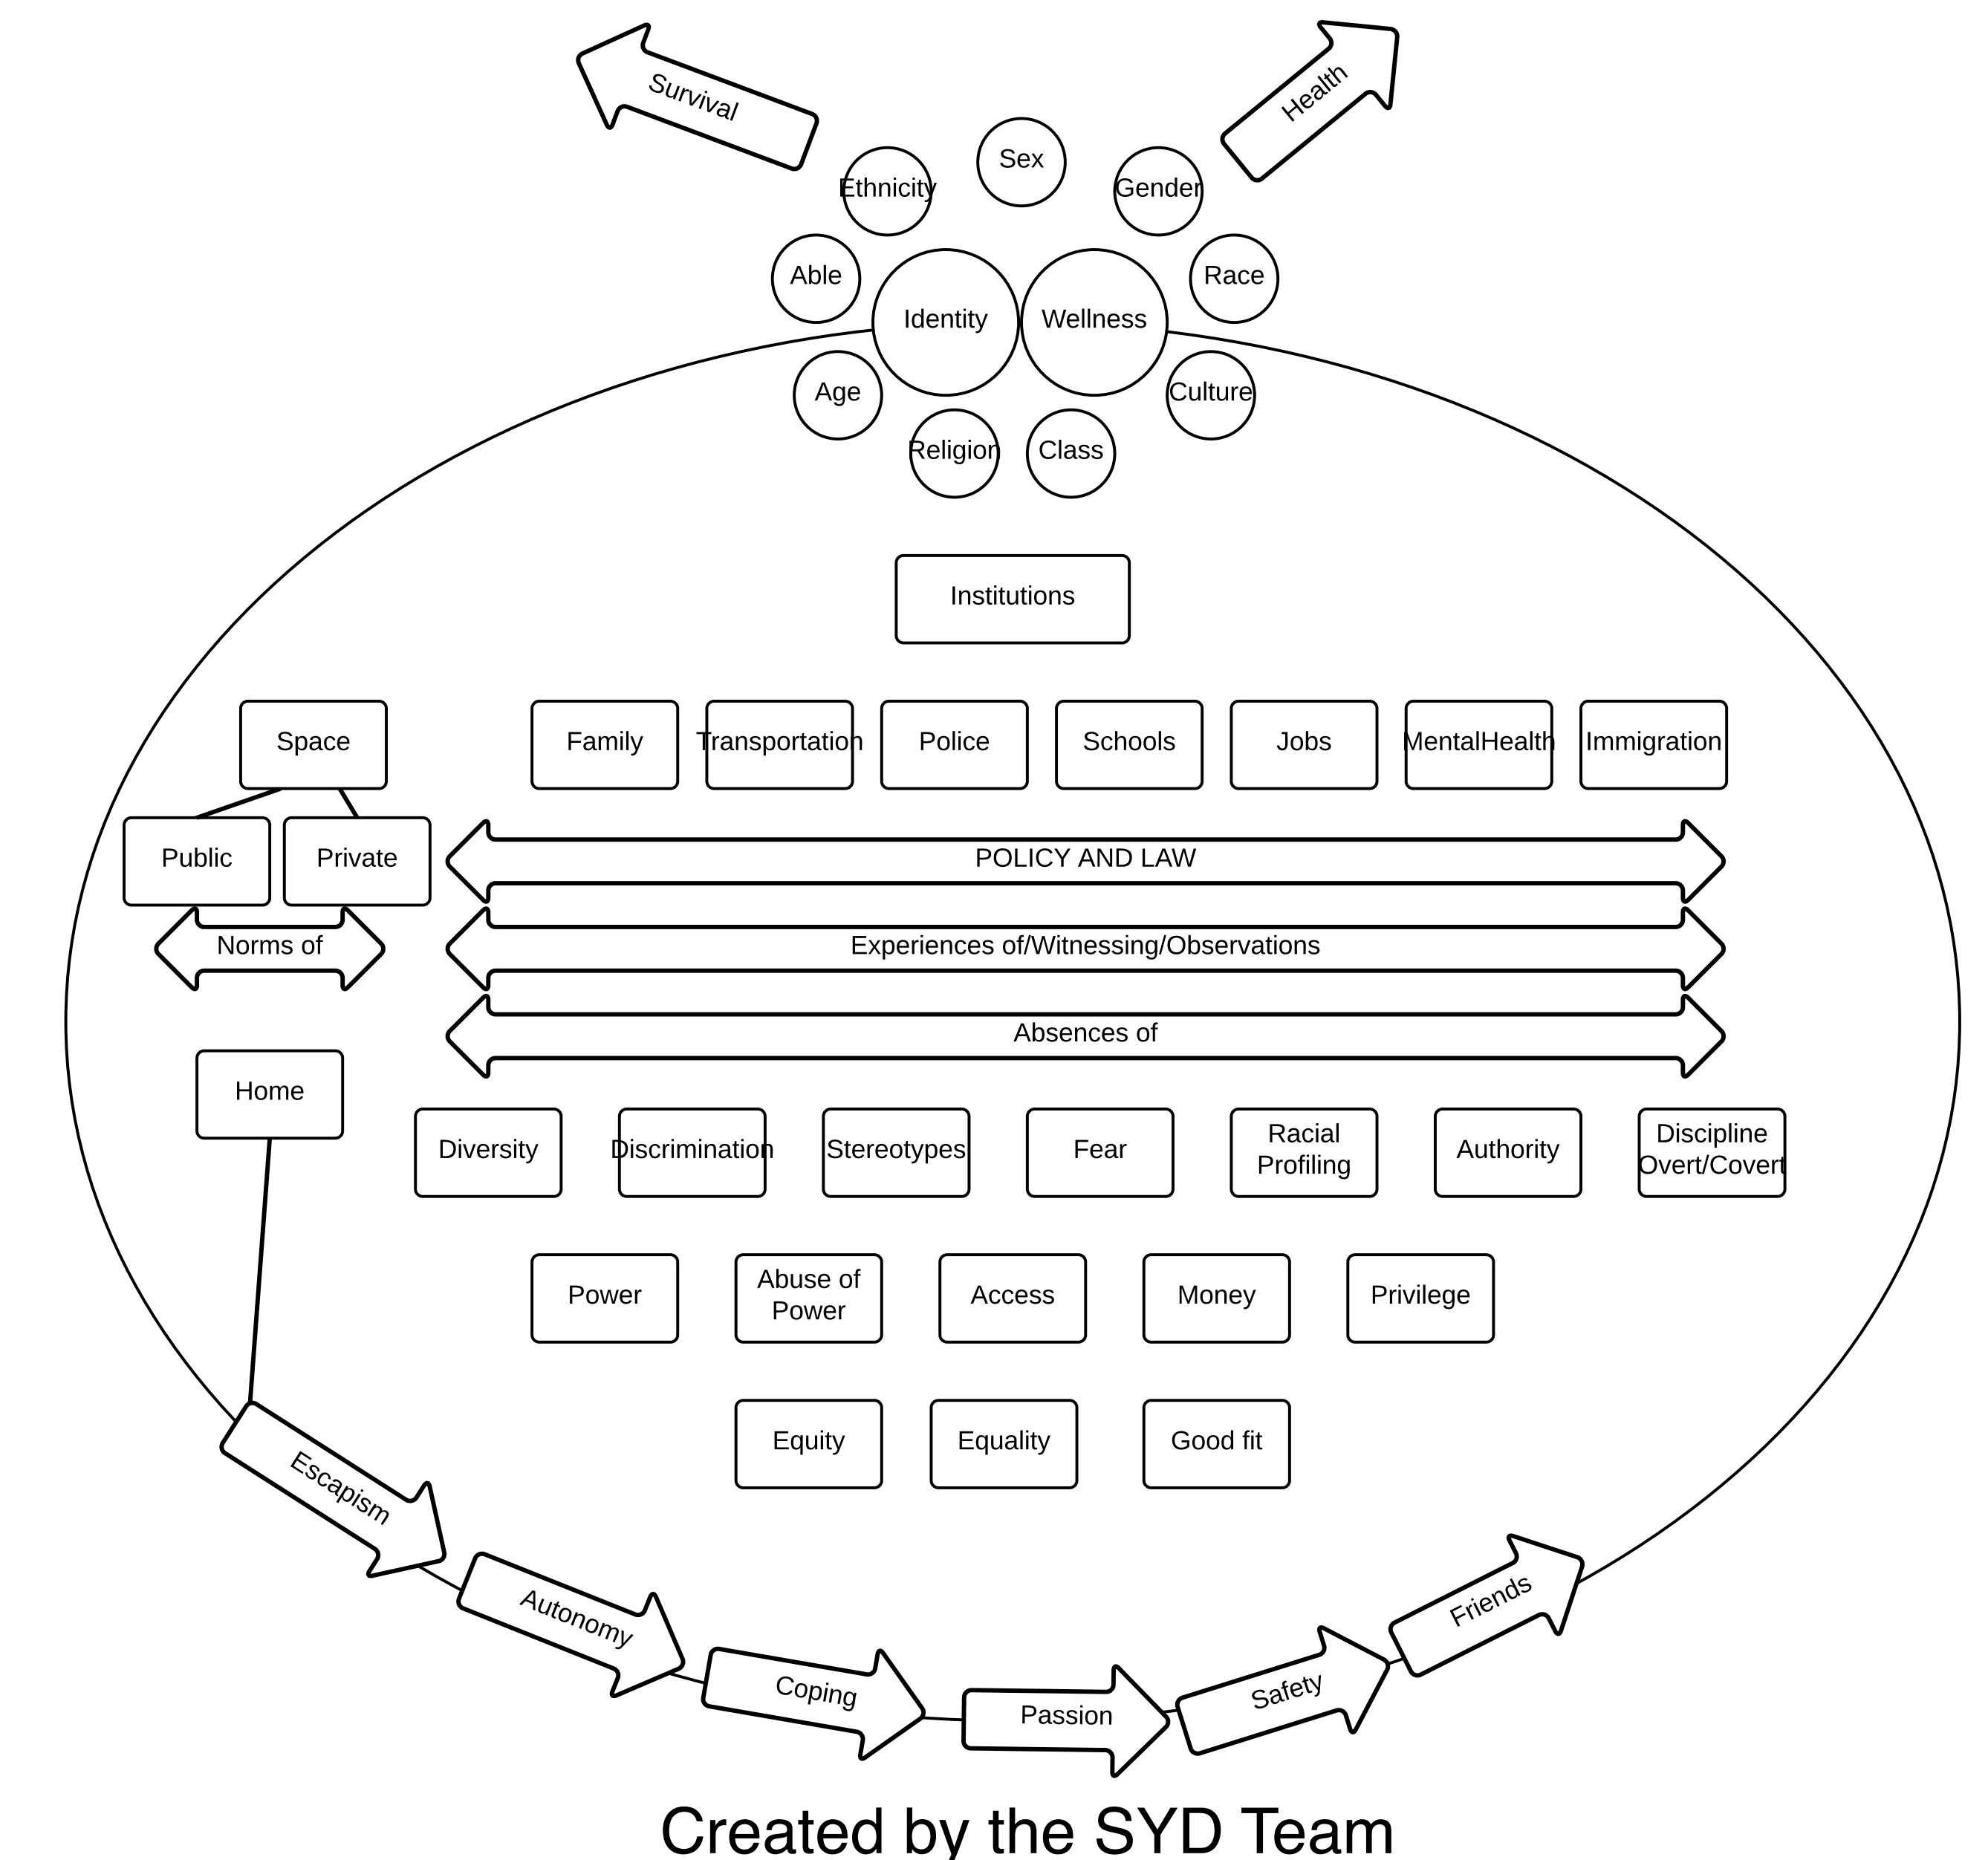 Survival
Health
Sex
Ethnicity
Gender
Able
Race
Identity
Wellness
Age
Culture
Religion
Class
Institutions
Space
Family
Transportation
Police
Schools
Jobs
MentalHealth
Immigration
Public
Private
POLICY AND LAW
Norms of
Experiences of/Witnessing/Observations
Absences of
Home
Diversity
Discrimination
Stereotypes
Fear
Racial
Profiling
Authority
Discipline
Overt/Covert
Power
Abuse of
Power
Access
Money
Privilege
Equity
Equality
Good fit
Escapism
Autonomy
Coping
Passion
Safety
Friends
Created by the SYD Team